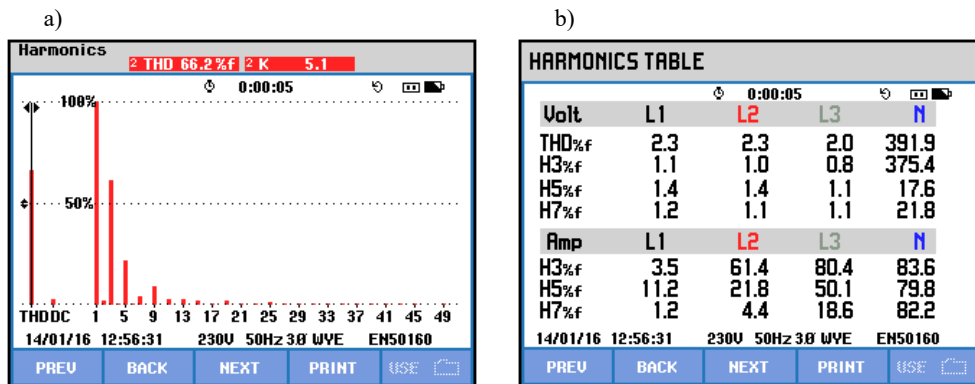 a)
Harmonics
2 THD 66.2 %f 2 K 5.1
0:00:05
100%
50%
THD DC 1 5 9 13 17 21 25 29 33 37 41 45 49
14/01/16 12:56:31 230V 50Hz 3Ø WYE EN50160
PREV BACK NEXT PRINT USE
b)
HARMONICS TABLE
0:00:05
Volt L1 L2 L3 N
THD%f 2.3 2.3 2.0 391.9
H3%f 1.1 1.0 0.8 375.4
H5%f 1.4 1.4 1.1 17.6
H7%f 1.2 1.1 1.1 21.8
Amp L1 L2 L3 N
H3%f 3.5 61.4 80.4 83.6
H5%f 11.2 21.8 50.1 79.8
H7%f 1.2 4.4 18.6 82.2
14/01/16 12:56:31 230V 50Hz 3Ø WYE EN50160
PREV BACK NEXT PRINT USE